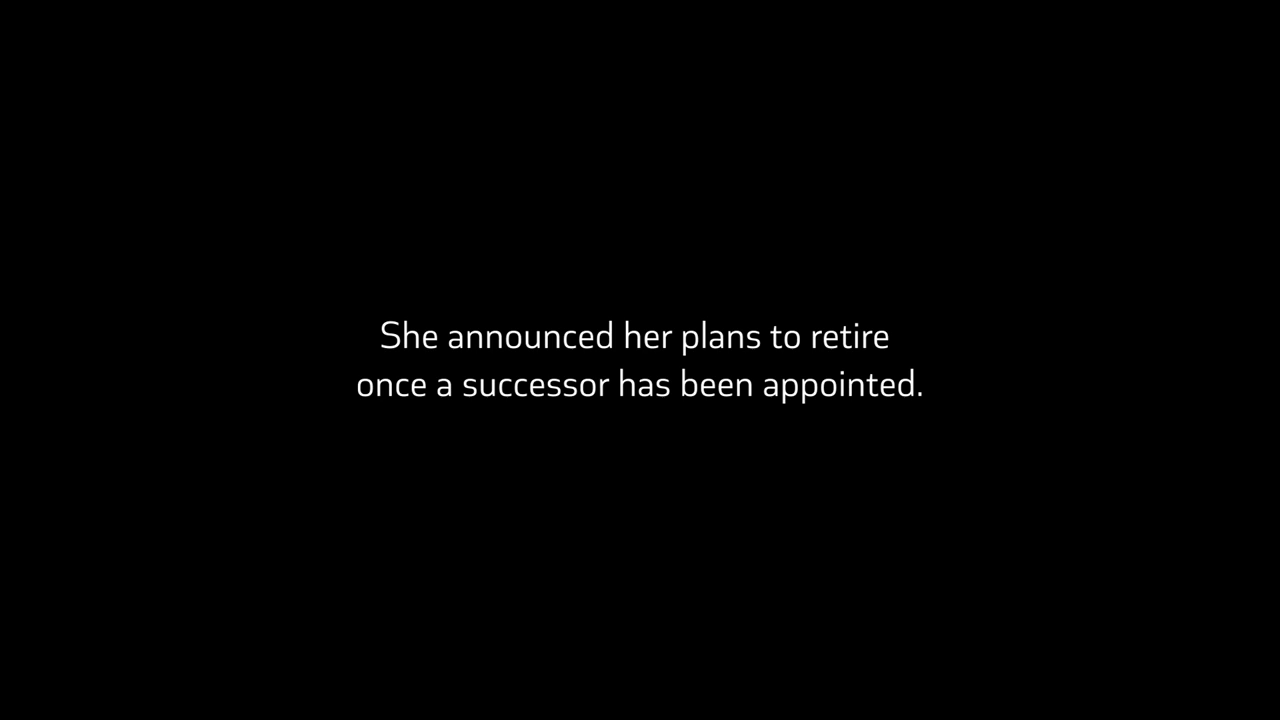 She announced her plans to retire
once a successor has been appointed.